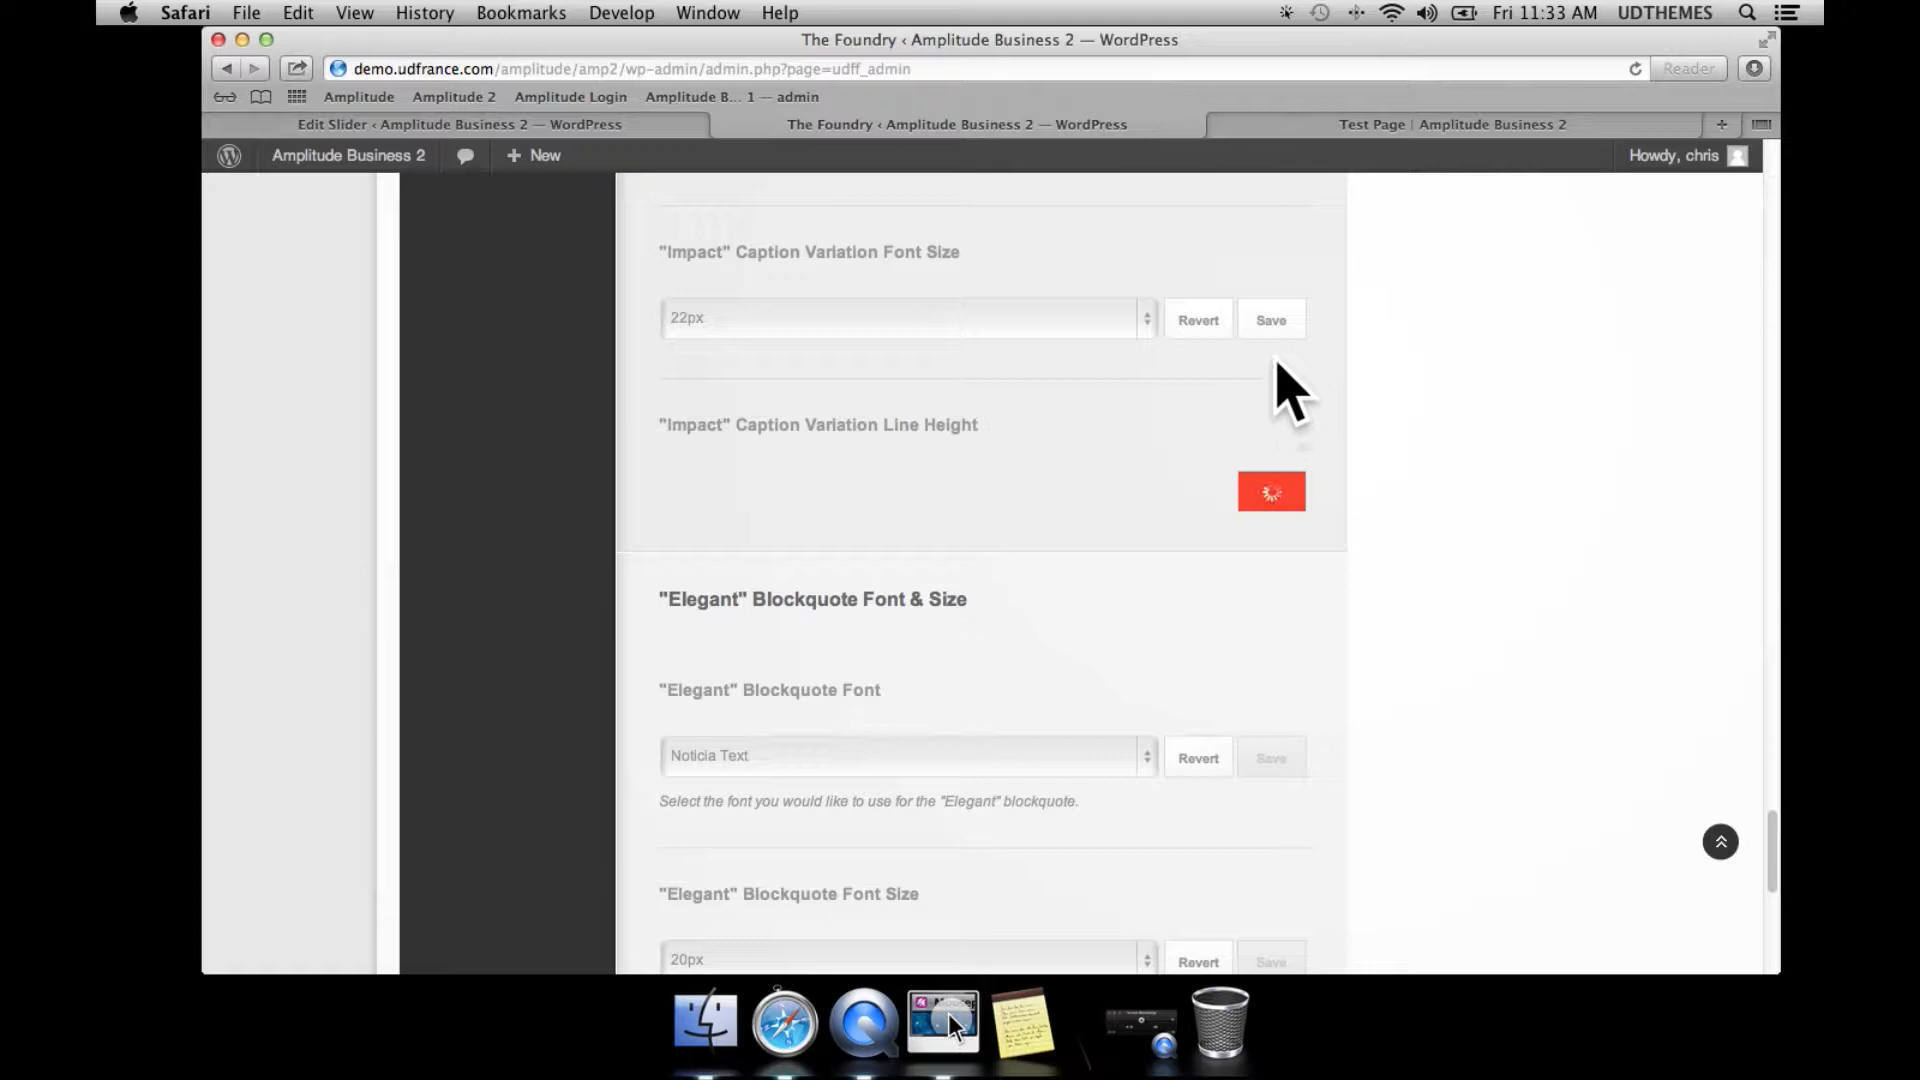 Safari File Edit View History Bookmarks Develop Window Help Fri 11:33 AM UDTHEMES
The Foundry ‹ Amplitude Business 2 — WordPress
demo.udfrance.com/amplitude/amp2/wp-admin/admin.php?page=udff_admin Reader
Amplitude Amplitude 2 Amplitude Login Amplitude B... 1 — admin
Edit Slider ‹ Amplitude Business 2 — WordPress The Foundry ‹ Amplitude Business 2 — WordPress Test Page | Amplitude Business 2
Amplitude Business 2 + New Howdy, chris
"Impact" Caption Variation Font Size
22px Revert Save
"Impact" Caption Variation Line Height
"Elegant" Blockquote Font & Size
"Elegant" Blockquote Font
Noticia Text Revert Save
Select the font you would like to use for the "Elegant" blockquote.
"Elegant" Blockquote Font Size
20px Revert Save